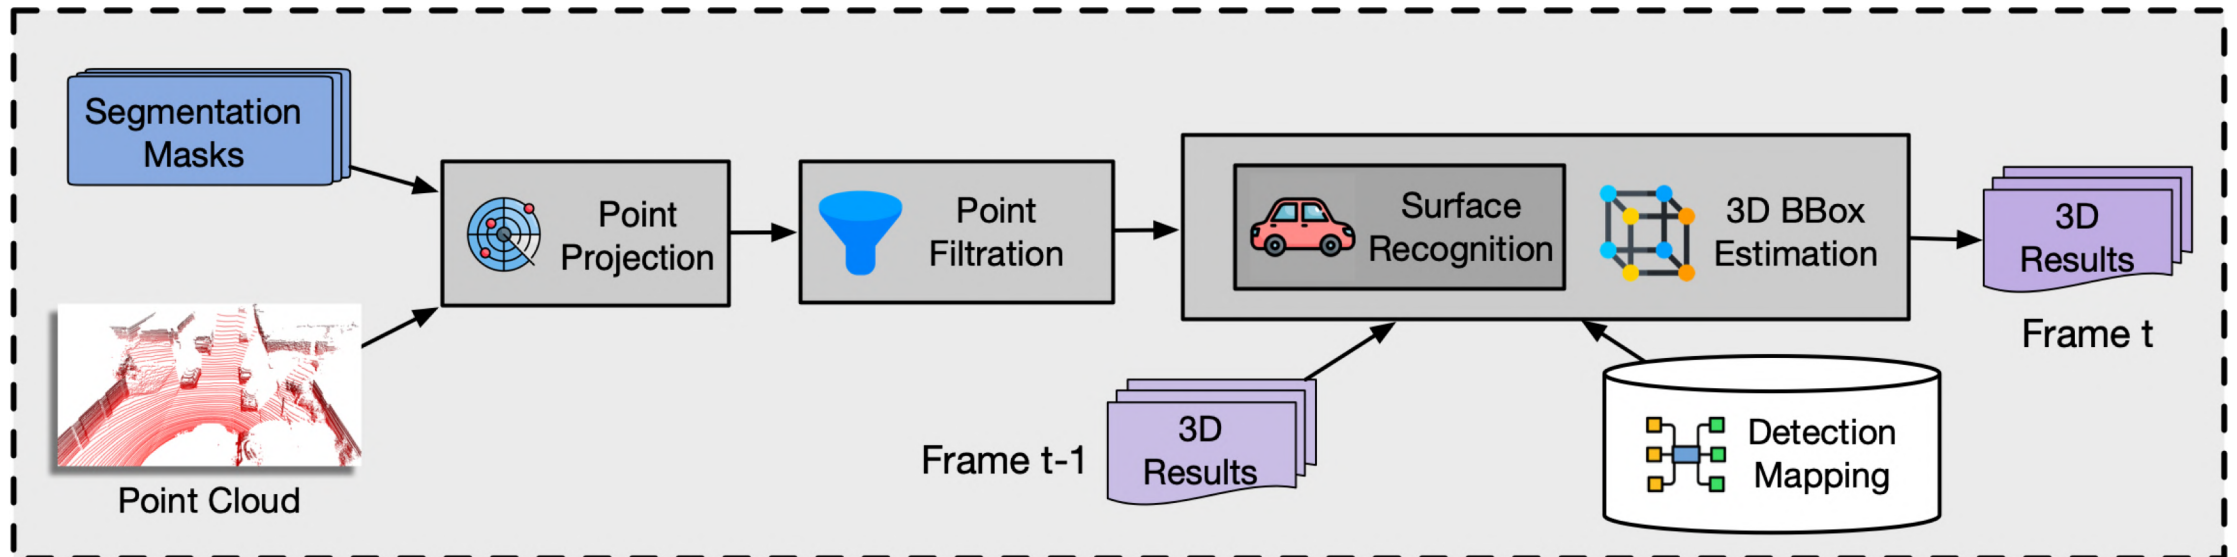 Segmentation
Masks
Point Cloud
Point
Projection
Point
Filtration
Surface
Recognition
3D BBox
Estimation
3D
Results
Frame t
Frame t-1
3D
Results
Detection
Mapping